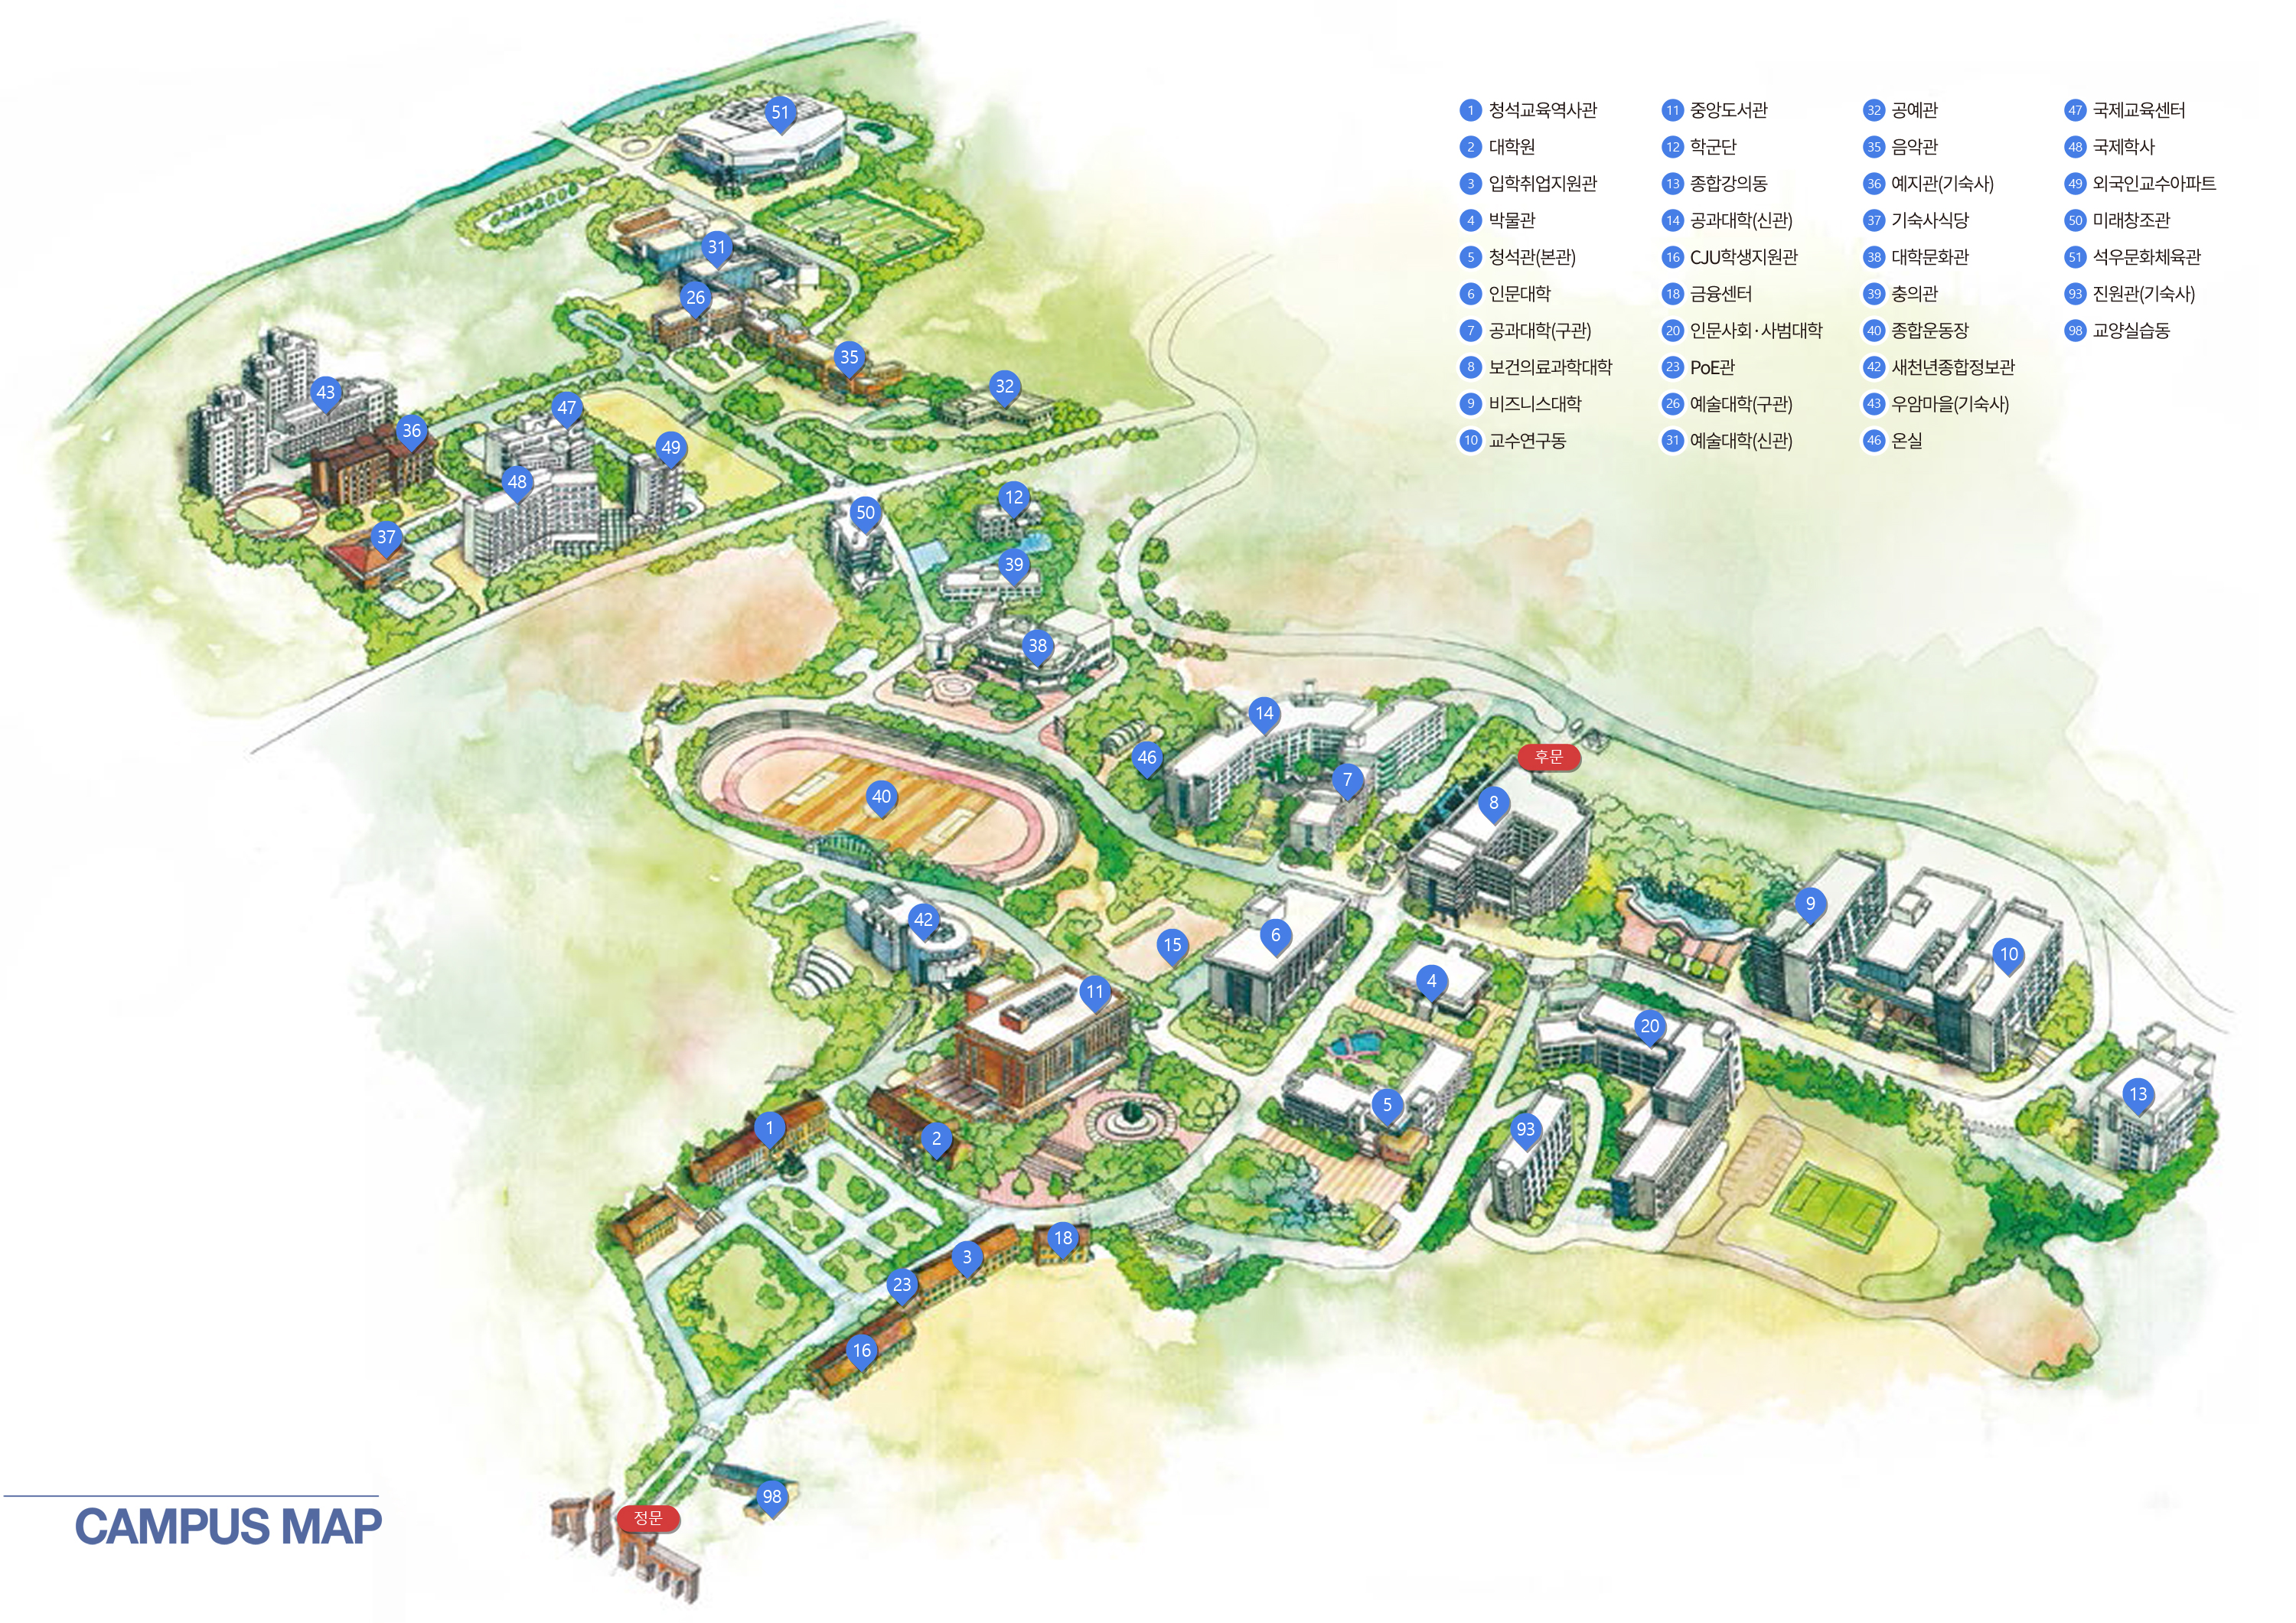 1 청석교육역사관
2 대학원
3 입학취업지원관
4 박물관
5 청석관(본관)
6 인문대학
7 공과대학(구관)
8 보건의료과학대학
9 비즈니스대학
10 교수연구동
11 중앙도서관
12 학군단
13 종합강의동
14 공과대학(신관)
16 CJU학생지원관
18 금융센터
20 인문사회·사범대학
23 PoE관
26 예술대학(구관)
31 예술대학(신관)
32 공예관
35 음악관
36 예지관(기숙사)
37 기숙사식당
38 대학문화관
39 충의관
40 종합운동장
42 새천년종합정보관
43 우암마을(기숙사)
46 온실
47 국제교육센터
48 국제학사
49 외국인교수아파트
50 미래창조관
51 석우문화체육관
93 진원관(기숙사)
98 교양실습동
51
31
26
35
32
43
36
47
49
48
37
50
12
39
38
14
46
7
후문
8
40
42
15
6
9
10
4
11
20
5
93
13
1
2
18
3
23
16
98
정문
CAMPUS MAP